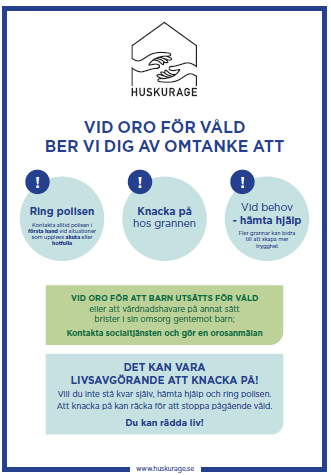 HUSKURAGE
VID ORO FÖR VÅLD
BER VI DIG AV OMTANKE ATT
!
Ring polisen
Kontakta alltid polisen i
första hand vid situationer
som upplevs akuta eller
hotfulla
!
Knacka på
hos grannen
!
Vid behov
- hämta hjälp
Fler grannar kan bidra
till att skapa mer
trygghet
VID ORO FÖR ATT BARN UTSÄTTS FÖR VÅLD
eller att vårdnadshavare på annat sätt
brister i sin omsorg gentemot barn;
Kontakta socialtjänsten och gör en orosanmälan
DET KAN VARA
LIVSAVGÖRANDE ATT KNACKA PÅ!
Vill du inte stå kvar själv, hämta hjälp och ring polisen.
Att knacka på kan räcka för att stoppa pågående våld.
Du kan rädda liv!
www.huskurage.se